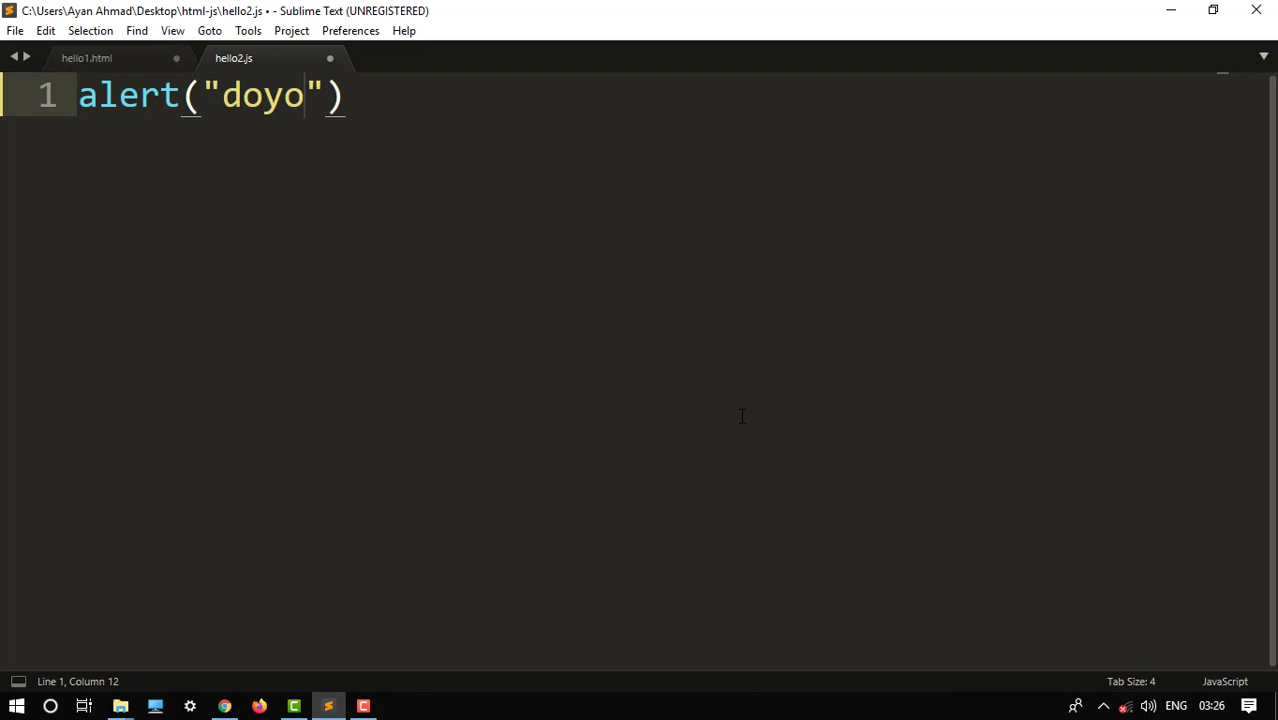 C:\Users\Ayan Ahmad\Desktop\html-js\hello2.js • - Sublime Text (UNREGISTERED)
File Edit Selection Find View Goto Tools Project Preferences Help
hello1.html hello2.js
1 alert("doyo")
Line 1, Column 12 Tab Size: 4 JavaScript
ENG 03:26